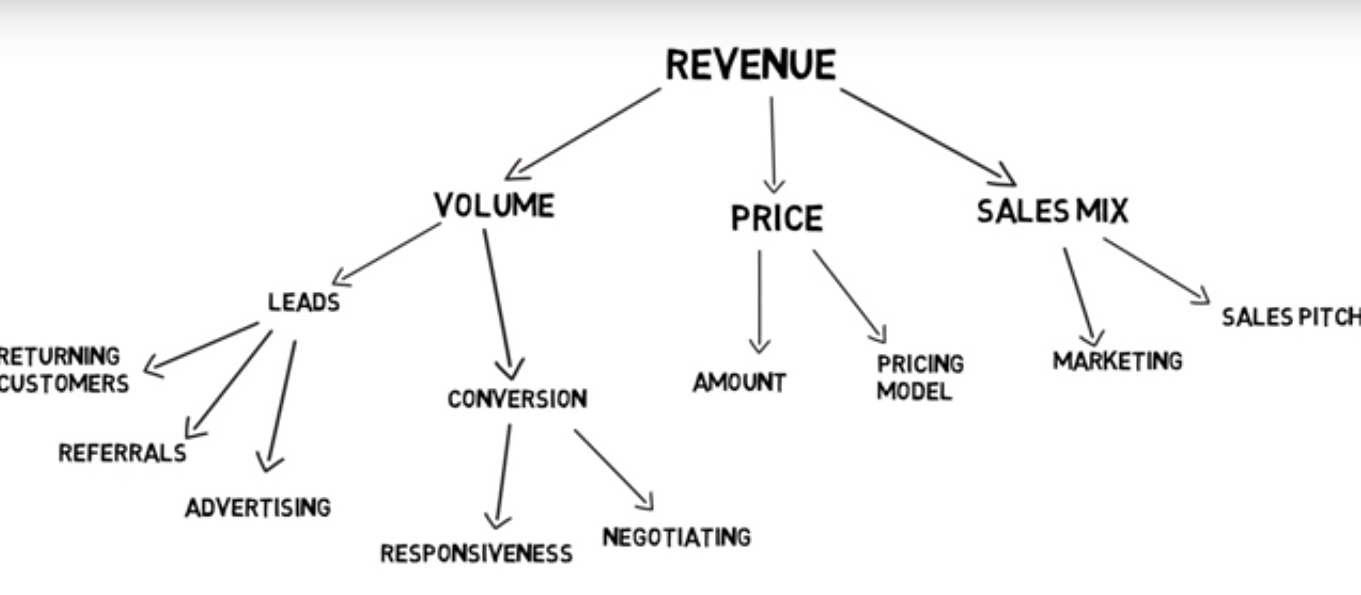 REVENUE
VOLUME
PRICE
SALES MIX
LEADS
SALES PITCH
RETURNING
CUSTOMERS
CONVERSION
AMOUNT
PRICING
MODEL
MARKETING
REFERRALS
ADVERTISING
RESPONSIVENESS
NEGOTIATING